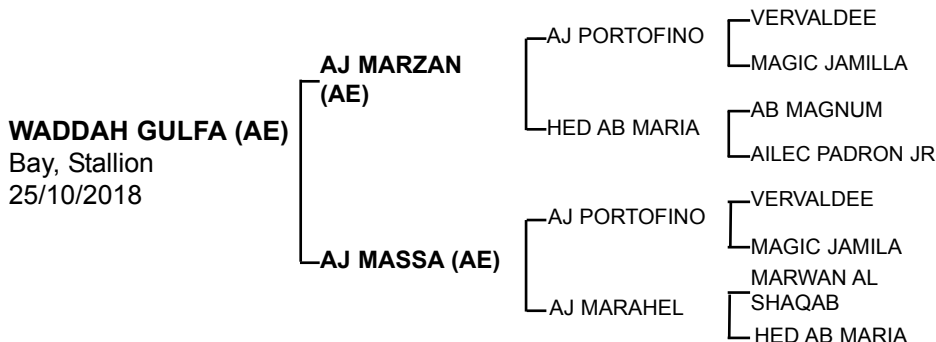 WADDAH GULFA (AE)
Bay, Stallion
25/10/2018
AJ MARZAN
(AE)
AJ MASSA (AE)
AJ PORTOFINO
HED AB MARIA
AJ PORTOFINO
AJ MARAHEL
VERVALDEE
MAGIC JAMILLA
AB MAGNUM
AILEC PADRON JR
VERVALDEE
MAGIC JAMILA
MARWAN AL
SHAQAB
HED AB MARIA